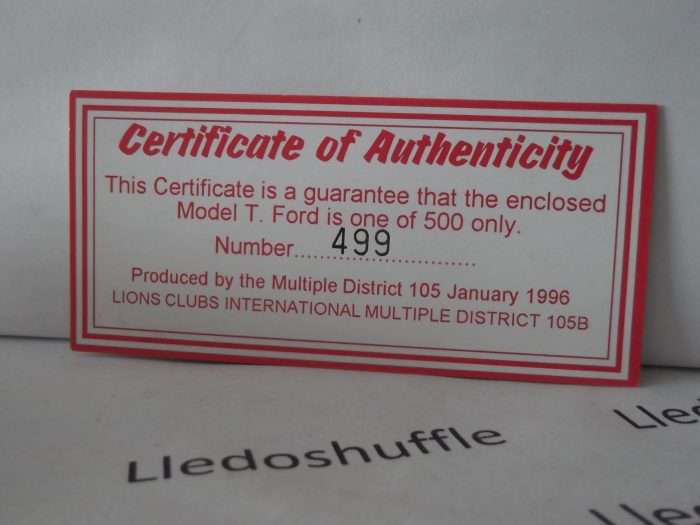 Certificate of Authenticity
This Certificate is a guarantee that the enclosed
Model T. Ford is one of 500 only.
Number..... 499 .............
Produced by the Multiple District 105 January 1996
LIONS CLUBS INTERNATIONAL MULTIPLE DISTRICT 105B
Lledoshuffle